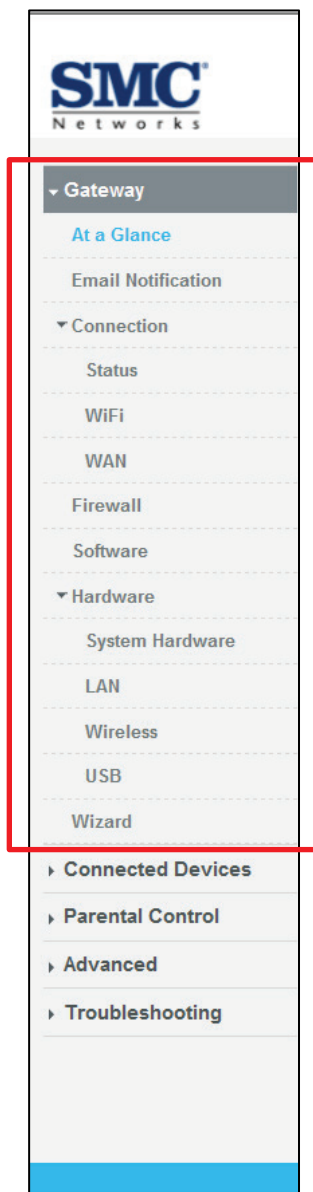 SMC
Networks
Gateway
At a Glance
Email Notification
Connection
Status
WiFi
WAN
Firewall
Software
Hardware
System Hardware
LAN
Wireless
USB
Wizard
Connected Devices
Parental Control
Advanced
Troubleshooting